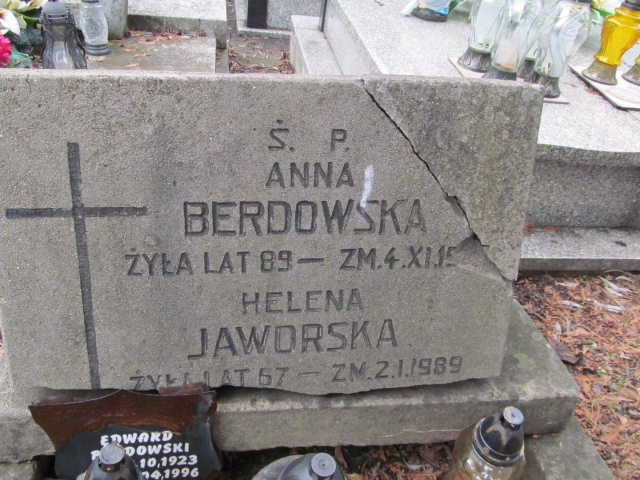 Ś. P.
ANNA
BERDOWSKA
ŻYŁA LAT 89 — ZM. 4.XI.
HELENA
JAWORSKA
ŻYŁA LAT 67 — ZM. 2.I.1989
EDWARD
10.1923
04.1996